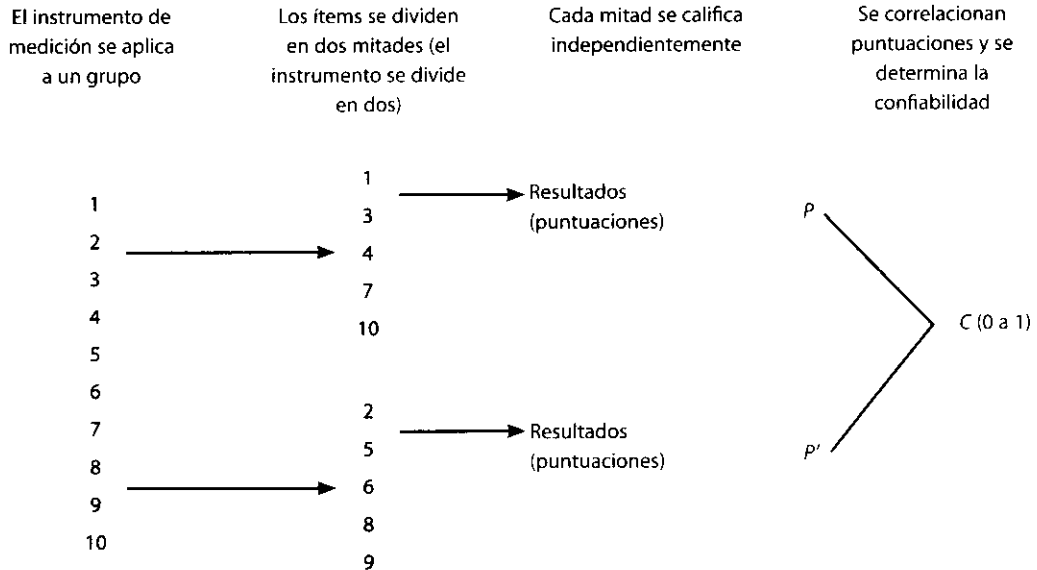 El instrumento de
medición se aplica
a un grupo
Los ítems se dividen
en dos mitades (el
instrumento se divide
en dos)
Cada mitad se califica
independientemente
Se correlacionan
puntuaciones y se
determina la
confiabilidad
1
2
3
4
5
6
7
8
9
10
1
3
4
7
10
2
5
6
8
9
Resultados
(puntuaciones)
Resultados
(puntuaciones)
P
P'
C (0 a 1)